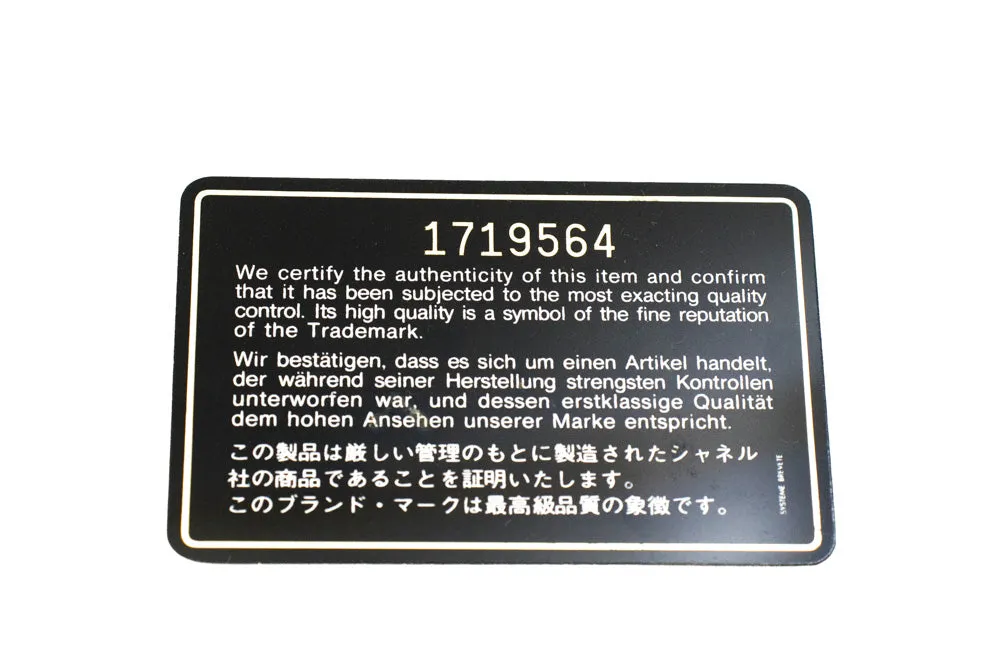 1719564
We certify the authenticity of this item and confirm
that it has been subjected to the most exacting quality
control. Its high quality is a symbol of the fine reputation
of the Trademark.
Wir bestätigen, dass es sich um einen Artikel handelt,
der während seiner Herstellung strengsten Kontrollen
unterworfen war, und dessen erstklassige Qualität
dem hohen Ansehen unserer Marke entspricht.
この製品は厳しい管理のもとに製造されたシャネル
社の商品であることを証明いたします。
このブランド・マークは最高級品質の象徴です。
SYSTEME BREVETE